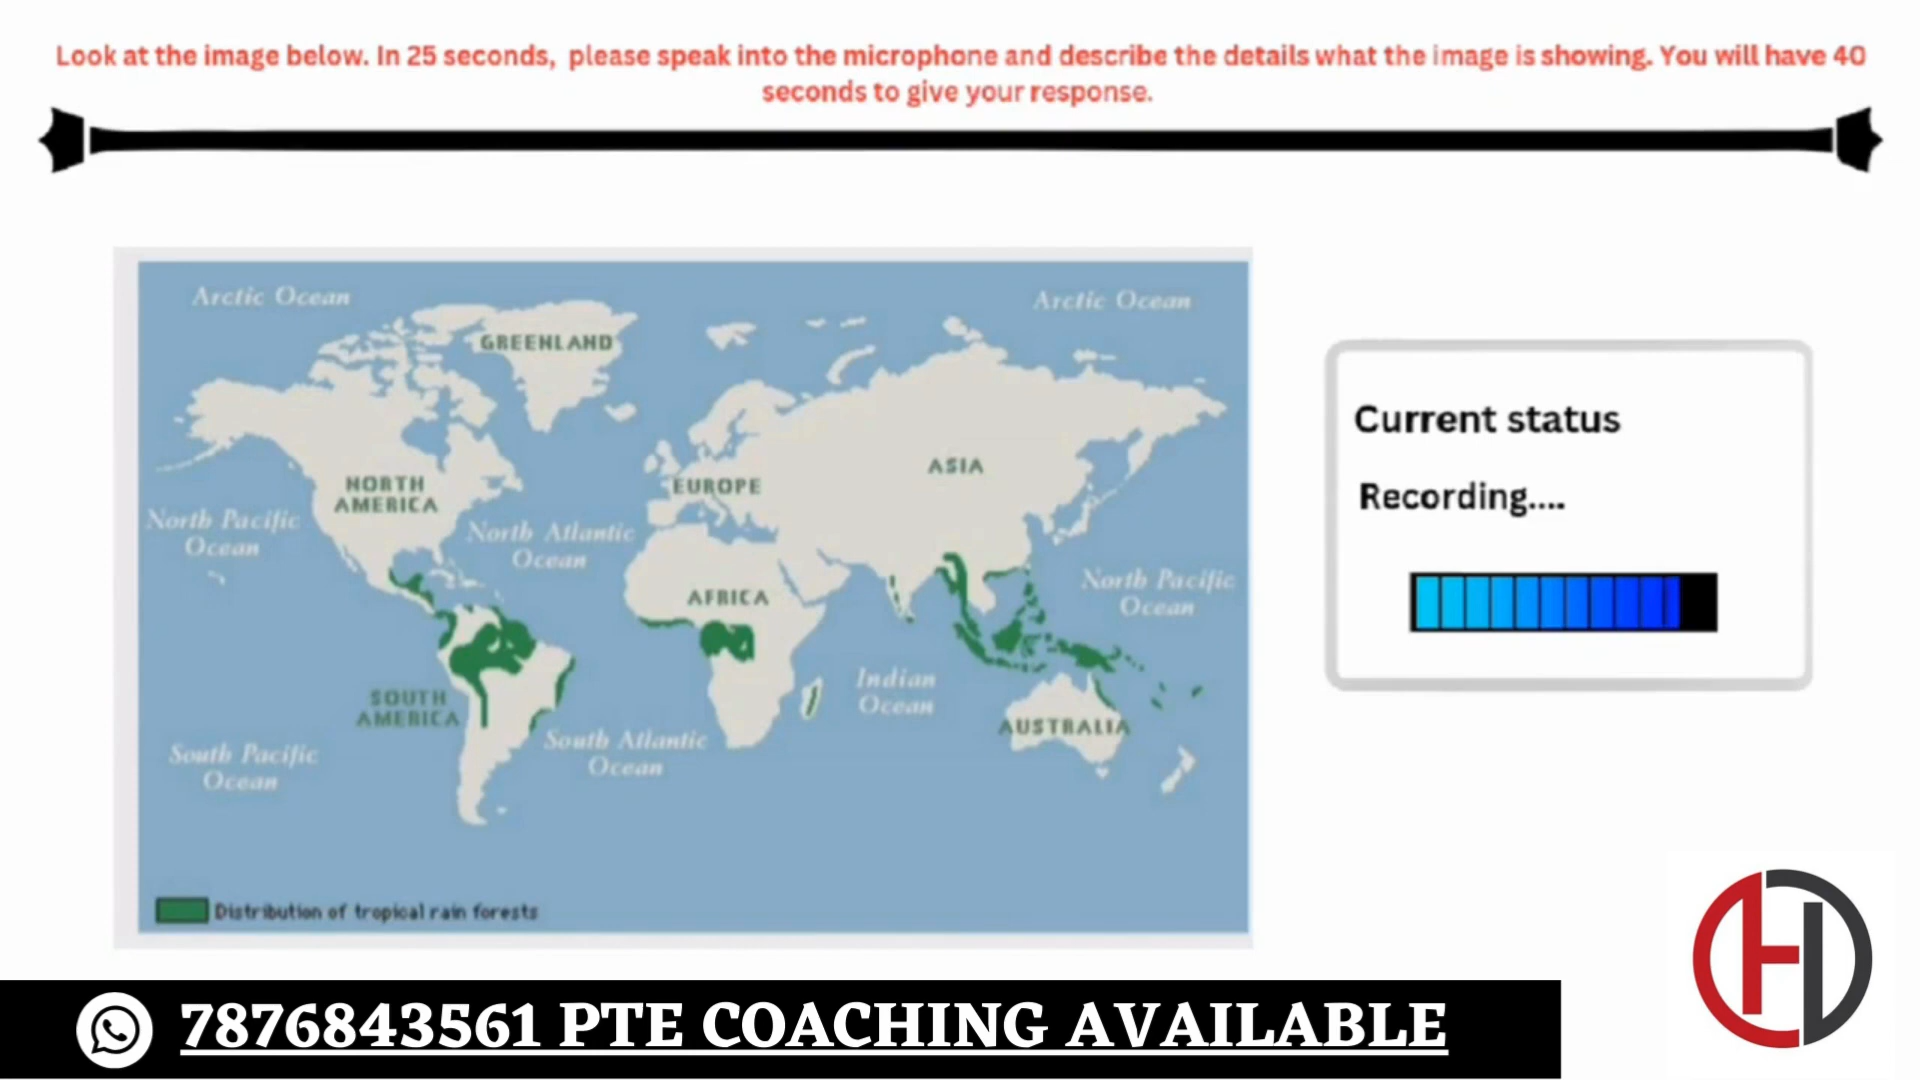 Look at the image below. In 25 seconds, please speak into the microphone and describe the details what the image is showing. You will have 40
seconds to give your response.
Arctic Ocean
Arctic Ocean
GREENLAND
NORTH
AMERICA
EUROPE
ASIA
North Pacific
Ocean
North Atlantic
Ocean
AFRICA
North Pacific
Ocean
SOUTH
AMERICA
Indian
Ocean
AUSTRALIA
South Pacific
Ocean
South Atlantic
Ocean
Distribution of tropical rain forests
Current status
Recording....
7876843561 PTE COACHING AVAILABLE